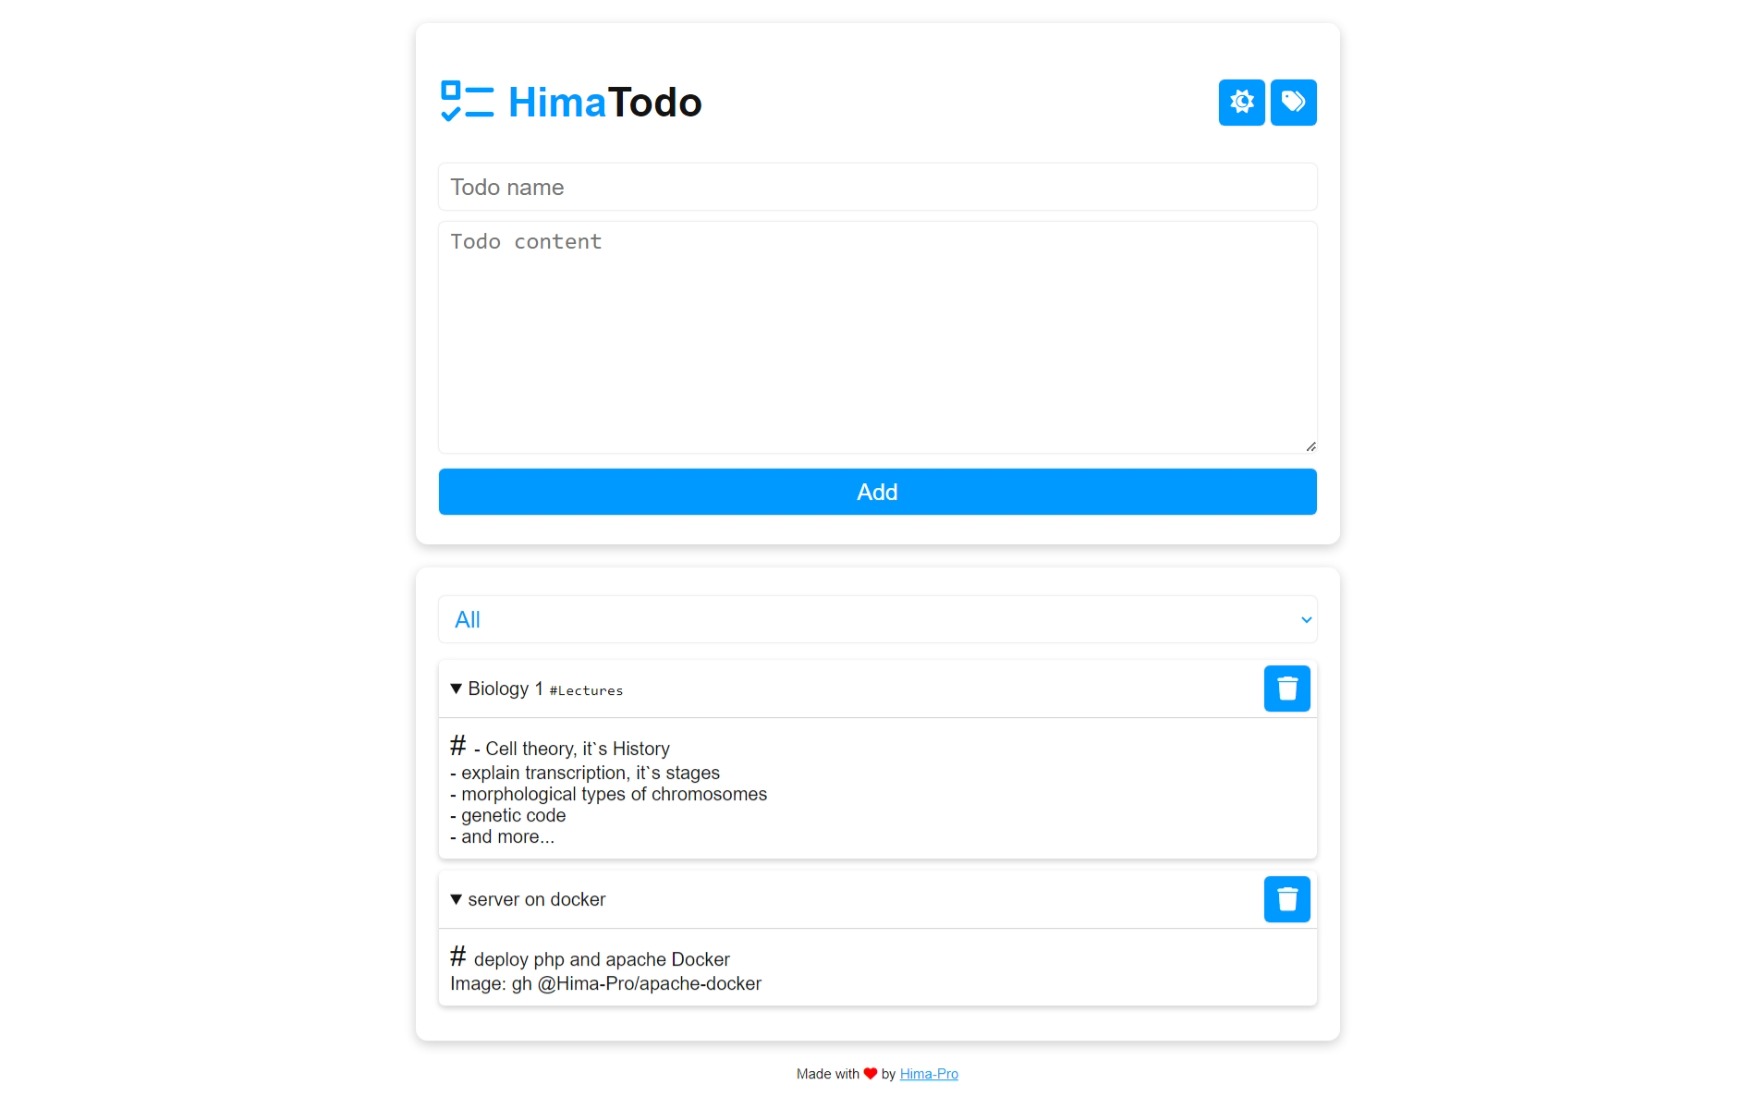 HimaTodo
Todo name
Todo content
Add
All
Biology 1 #Lectures
# - Cell theory, it`s History
- explain transcription, it`s stages
- morphological types of chromosomes
- genetic code
- and more...
server on docker
# deploy php and apache Docker
Image: gh @Hima-Pro/apache-docker
Made with ❤ by Hima-Pro